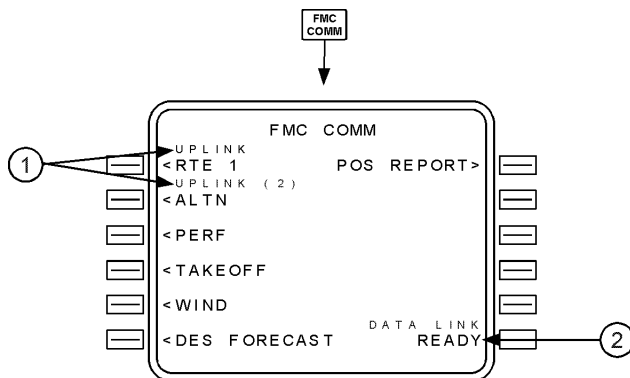 FMC
COMM
FMC COMM
UPLINK
<RTE 1 POS REPORT>
UPLINK (2)
<ALTN
<PERF
<TAKEOFF
<WIND
DATA LINK
<DES FORECAST READY
1
2